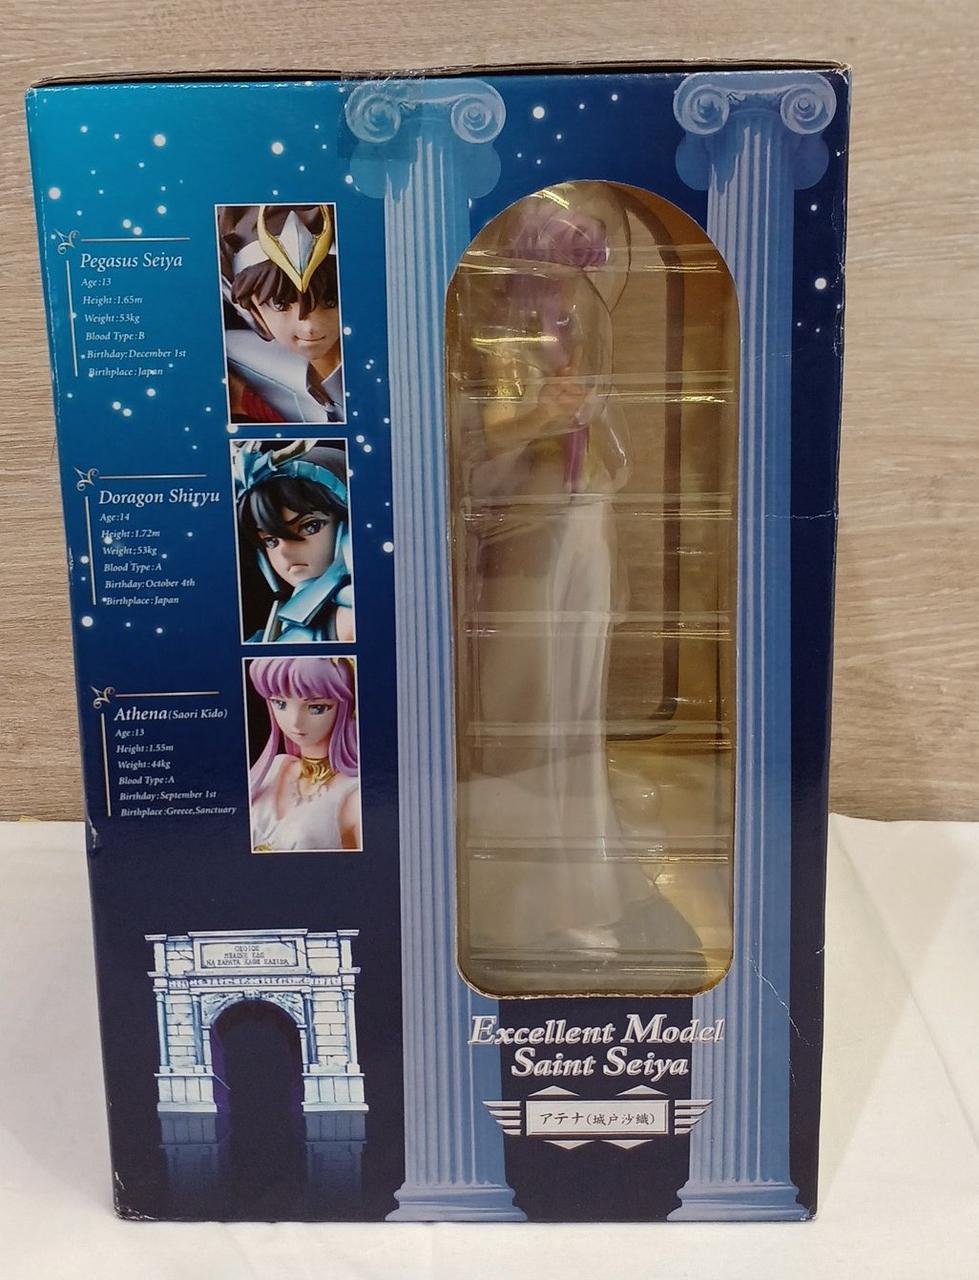 Pegasus Seiya
Age:13
Height:1.65m
Weight:53kg
Blood Type:B
Birthday:December 1st
Birthplace:Japan
Doragon Shiryu
Age:14
Height:1.72m
Weight:53kg
Blood Type:A
Birthday:October 4th
Birthplace:Japan
Athena(Saori Kido)
Age:13
Height:1.55m
Weight:44kg
Blood Type:A
Birthday:September 1st
Birthplace:Greece,Sanctuary
Excellent Model
Saint Seiya
アテナ(城戸沙織)